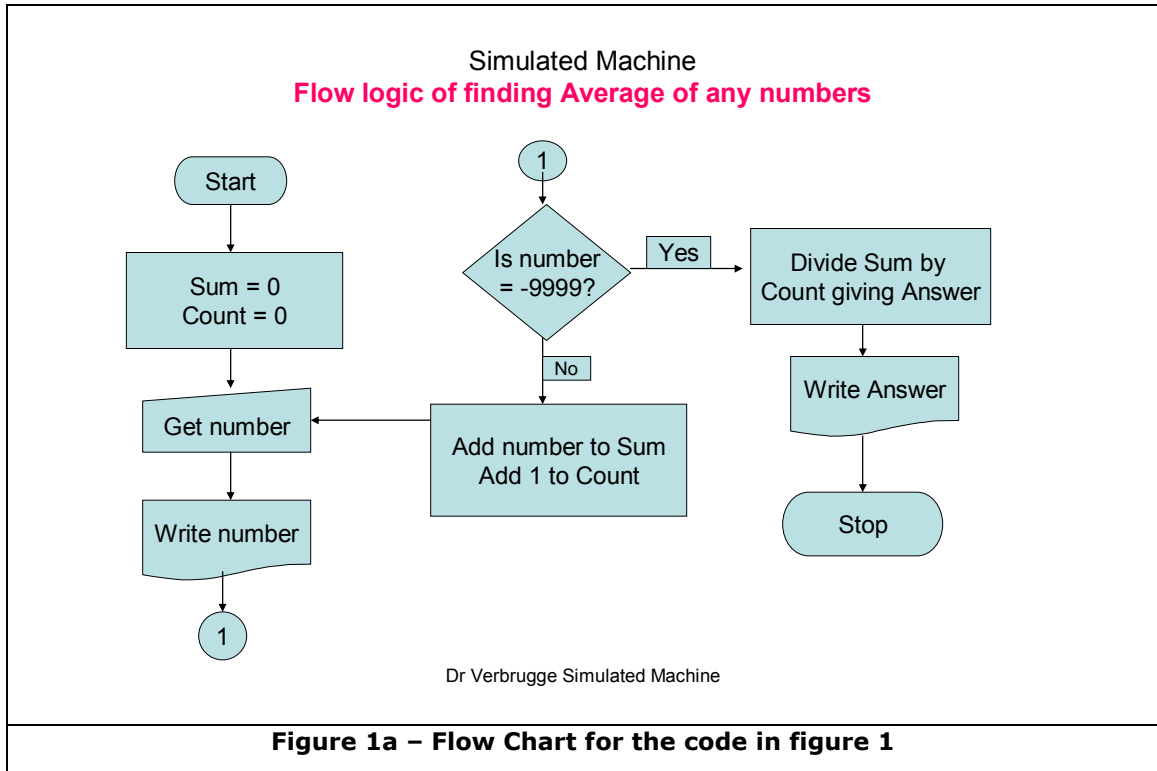 Simulated Machine
Flow logic of finding Average of any numbers
Start
Sum = 0
Count = 0
Get number
Write number
1
1
Is number
= -9999?
Yes
No
Add number to Sum
Add 1 to Count
Divide Sum by
Count giving Answer
Write Answer
Stop
Dr Verbrugge Simulated Machine
Figure 1a – Flow Chart for the code in figure 1